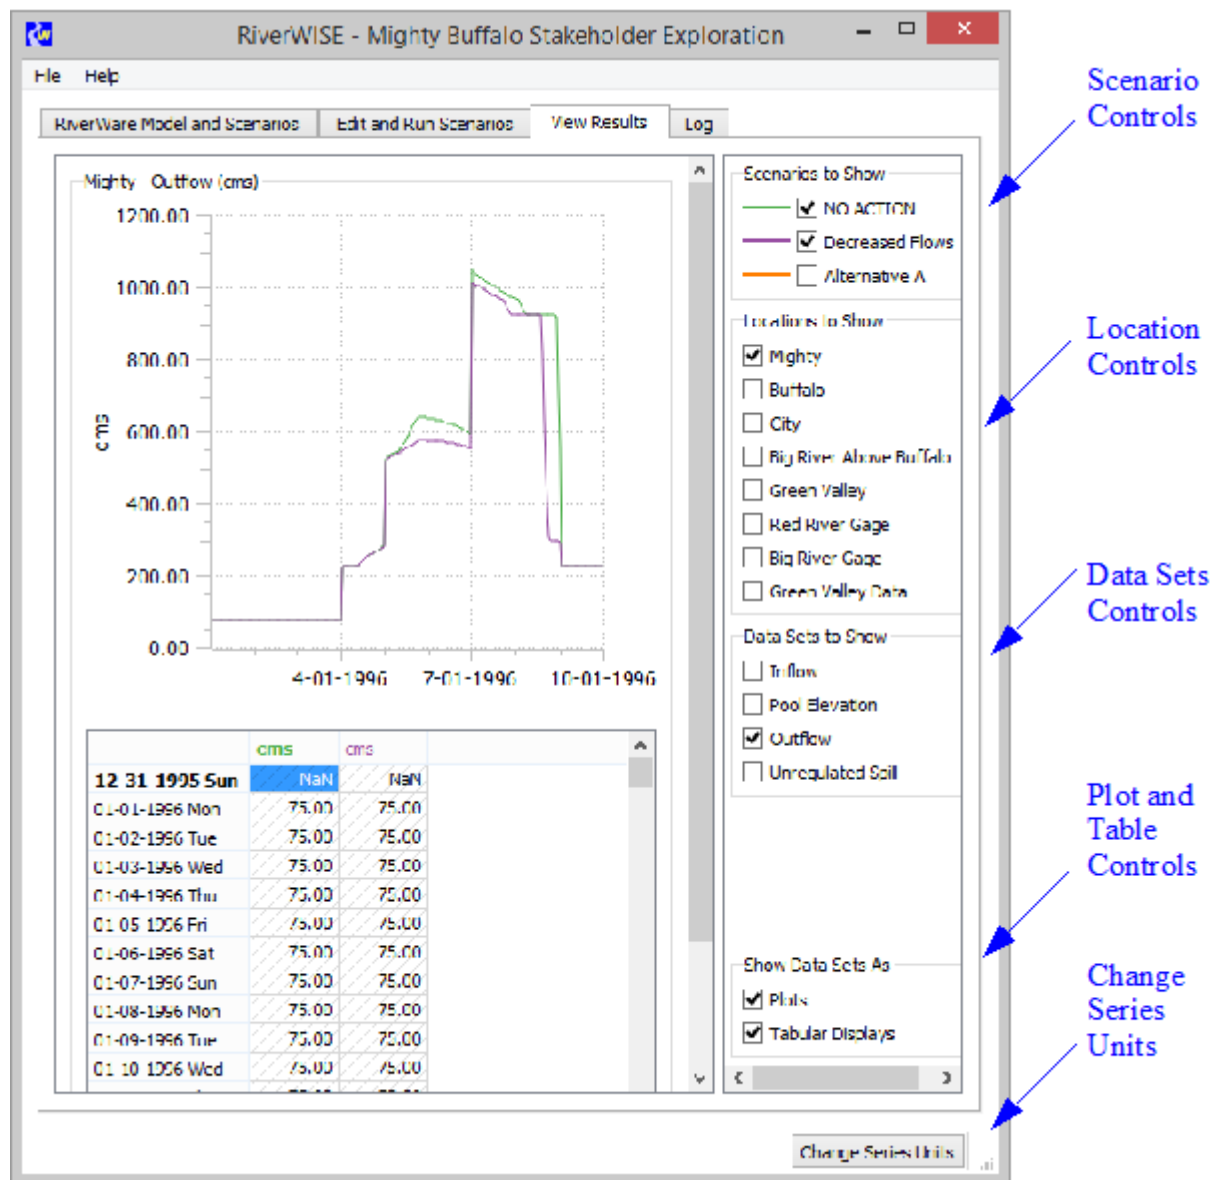 RiverWISE - Mighty Buffalo Stakeholder Exploration
File Help
RiverWare Model and Scenarios Edit and Run Scenarios View Results Log
Mighty Outflow (cms)
1200.00
1000.00
800.00
600.00
400.00
200.00
0.00
cms
4-01-1996 7-01-1996 10-01-1996
cms cms
12 31 1995 Sun NaN NaN
01-01-1996 Mon 75.00 75.00
01-02-1996 Tue 75.00 75.00
01-03-1996 Wed 75.00 75.00
01-04-1996 Thu 75.00 75.00
01 05 1996 Fri 75.00 75.00
01-06-1996 Sat 75.00 75.00
01-07-1996 Sun 75.00 75.00
01-08-1996 Mon 75.00 75.00
01-09-1996 Tue 75.00 75.00
01 10 1996 Wed 75.00 75.00
Scenarios to Show
NO ACTION
Decreased Flows
Alternative A
Locations to Show
Mighty
Buffalo
City
Big River Above Buffalo
Green Valley
Red River Gage
Big River Gage
Green Valley Data
Data Sets to Show
Inflow
Pool Elevation
Outflow
Unregulated Spill
Show Data Sets As
Plots
Tabular Displays
Change Series Units
Scenario
Controls
Location
Controls
Data Sets
Controls
Plot and
Table
Controls
Change
Series
Units